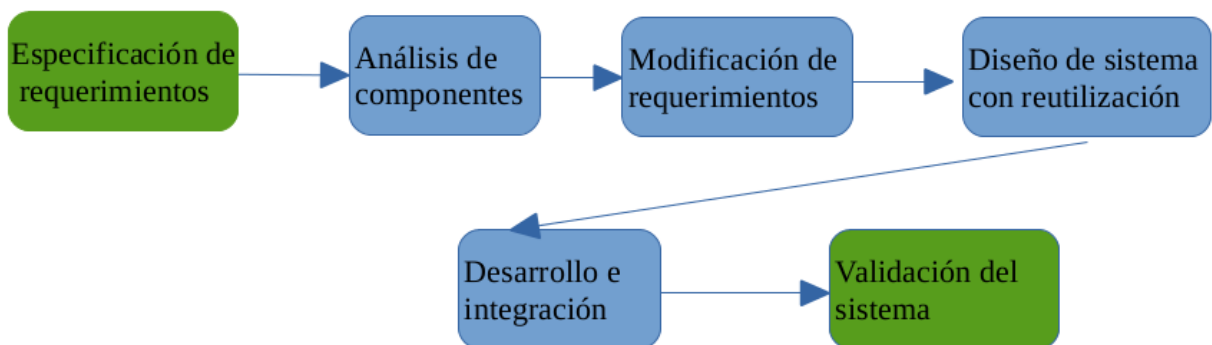 Especificación de
requerimientos
Análisis de
componentes
Modificación de
requerimientos
Diseño de sistema
con reutilización
Desarrollo e
integración
Validación del
sistema